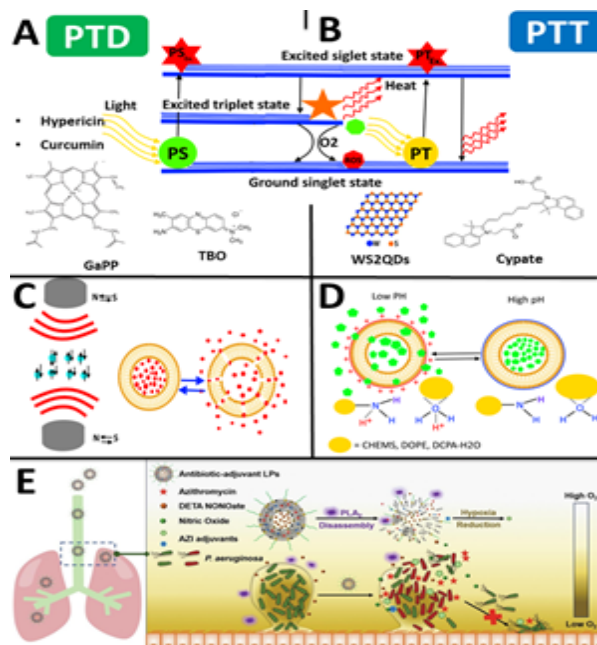 A
PTD
B
PTT
Excited siglet state
Heat
Light
Excited triplet state
• Hypericin
• Curcumin
O2
PS
PT
ROS
Ground singlet state
GaPP
TBO
W
S
WS2QDs
Cypate
C
N⇆S
N⇆S
D
Low PH
High pH
= CHEMS, DOPE, DCPA-H2O
E
Antibiotic-adjuvant LPs
Azithromycin
DETA NONOate
Nitric Oxide
AZI adjuvants
P. aeruginosa
PLA₂
Disassembly
Hypoxia
Reduction
High O₂
Low O₂